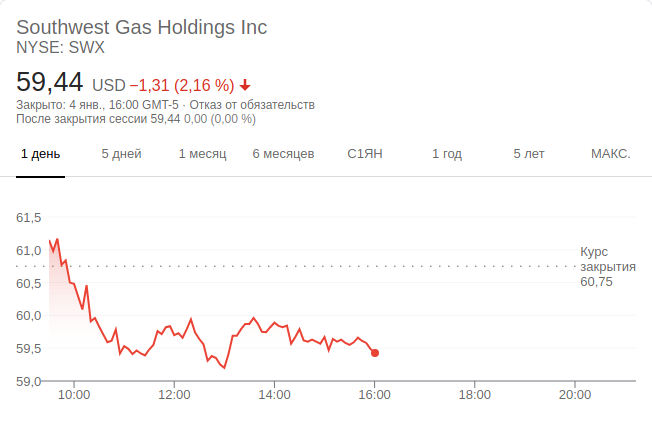 Southwest Gas Holdings Inc
NYSE: SWX
59,44 USD −1,31 (2,16 %)
Закрыто: 4 янв., 16:00 GMT-5 · Отказ от обязательств
После закрытия сессии 59,44 0,00 (0,00 %)
1 день 5 дней 1 месяц 6 месяцев С1ЯН 1 год 5 лет МАКС.
61,5
61,0
60,5
60,0
59,5
59,0
Курс
закрытия
60,75
10:00 12:00 14:00 16:00 18:00 20:00